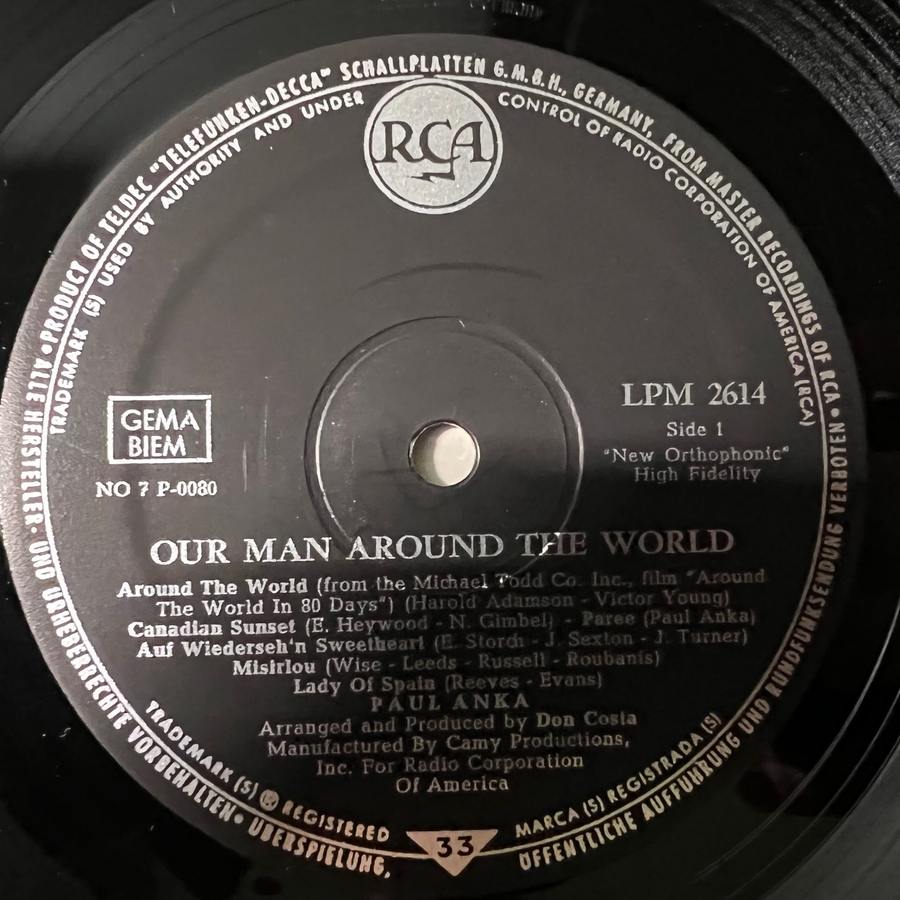 • PRODUCT OF TELDEC "TELEFUNKEN-DECCA" SCHALLPLATTEN G.M.B.H., GERMANY, FROM MASTER RECORDINGS OF RCA •
TRADEMARK (S) USED BY AUTHORITY AND UNDER CONTROL OF RADIO CORPORATION OF AMERICA (RCA)
RCA
GEMA
BIEM
NO 7 P-0080
LPM 2614
Side 1
"New Orthophonic"
High Fidelity
OUR MAN AROUND THE WORLD
Around The World (from the Michael Todd Co. Inc., film "Around
The World In 80 Days") (Harold Adamson - Victor Young)
Canadian Sunset (E. Heywood - N. Gimbel) - Paree (Paul Anka)
Auf Wiederseh'n Sweetheart (E. Storch - J. Sexton - J. Turner)
Misirlou (Wise - Leeds - Russell - Roubanis)
Lady Of Spain (Reeves - Evans)
PAUL ANKA
Arranged and Produced by Don Costa
Manufactured By Camy Productions,
Inc. For Radio Corporation
Of America
TRADEMARK (S) ® REGISTERED
MARCA (S) REGISTRADA (S)
33
ALLE HERSTELLER- UND URHEBERRECHTE VORBEHALTEN • ÜBERSPIELUNG, ÖFFENTLICHE AUFFÜHRUNG UND RUNDFUNKSENDUNG VERBOTEN